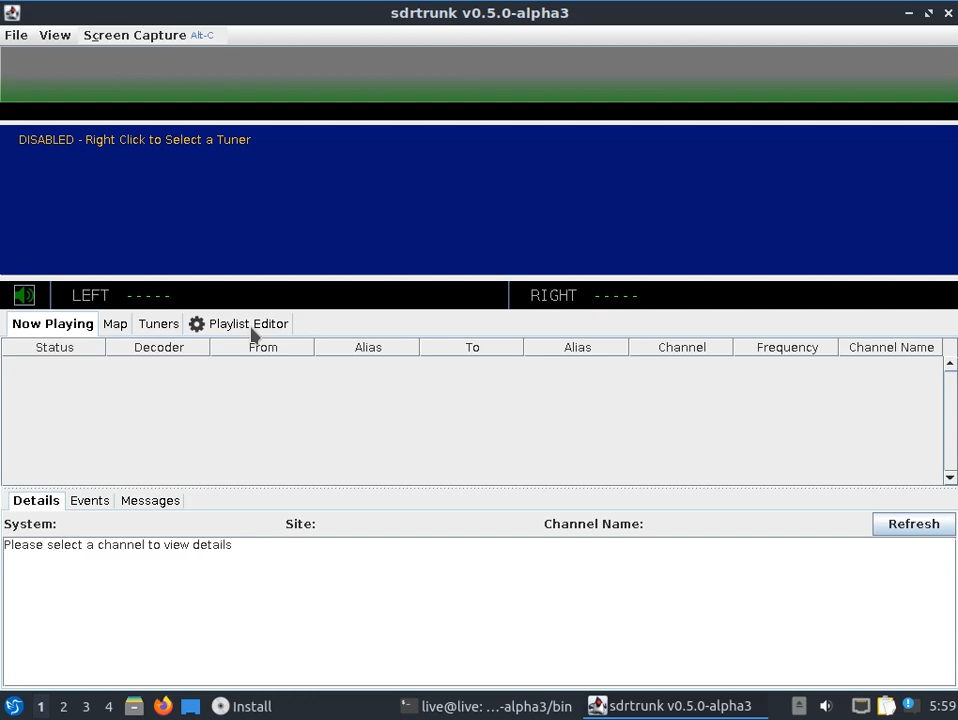 sdrtrunk v0.5.0-alpha3
File View Screen Capture Alt-C
DISABLED - Right Click to Select a Tuner
LEFT ----- RIGHT -----
Now Playing Map Tuners Playlist Editor
Status Decoder From Alias To Alias Channel Frequency Channel Name
Details Events Messages
System: Site: Channel Name: Refresh
Please select a channel to view details
1 2 3 4 Install live@live: ...-alpha3/bin sdrtrunk v0.5.0-alpha3 5:59